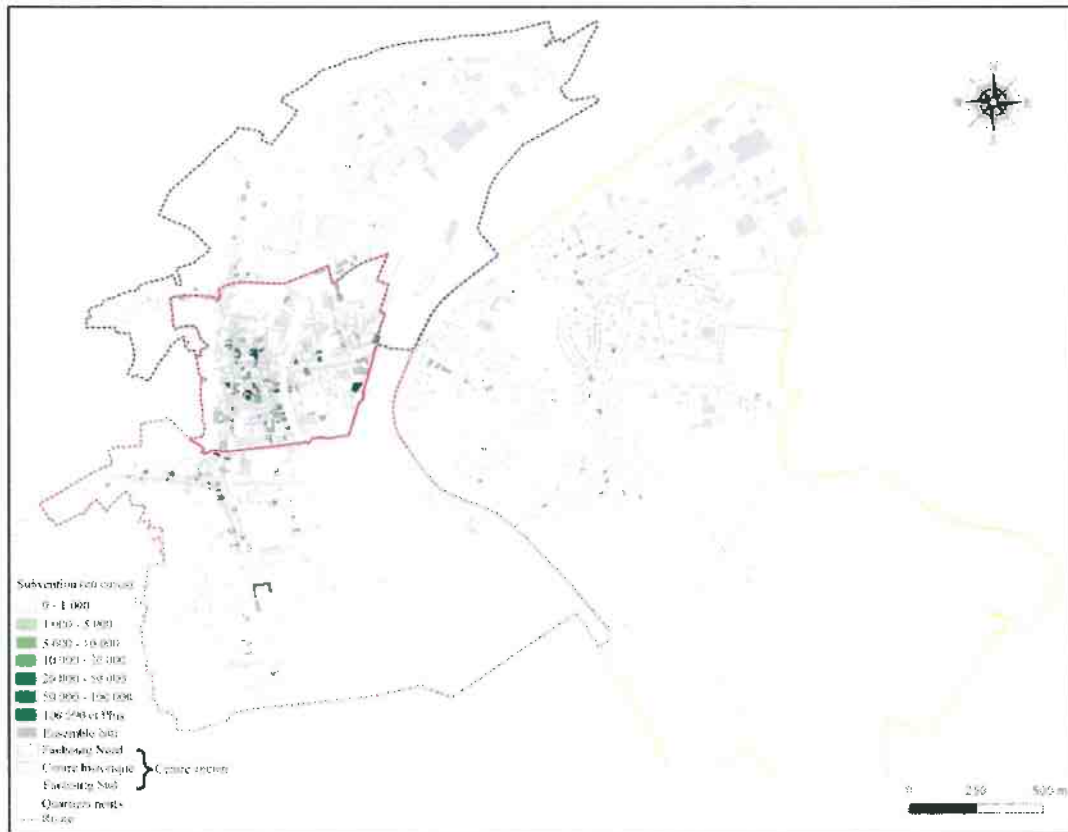 Subvention (en euros)
0 - 1 000
1 000 - 5 000
5 000 - 10 000
10 000 - 20 000
20 000 - 50 000
50 000 - 100 000
100 000 et Plus
Ensemble bâti
Faubourg Nord
Centre historique
Centre ancien
Faubourg Sud
Quartiers neufs
0 250 500 m